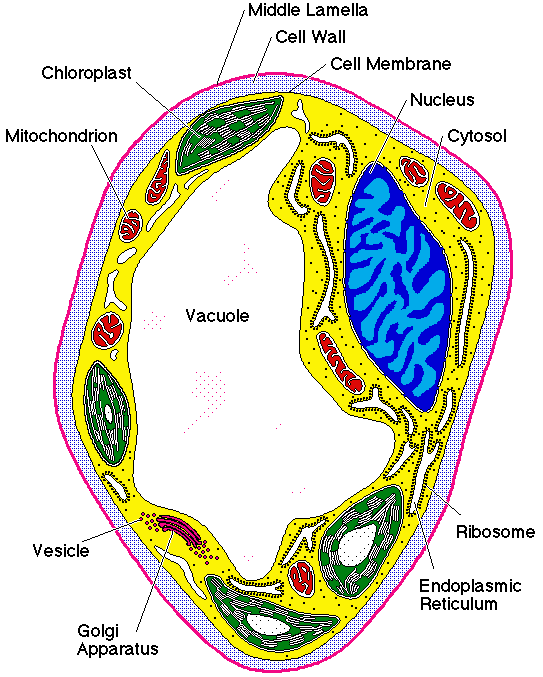 Middle Lamella
Cell Wall
Cell Membrane
Chloroplast
Nucleus
Mitochondrion
Cytosol
Vacuole
Ribosome
Vesicle
Endoplasmic
Reticulum
Golgi
Apparatus